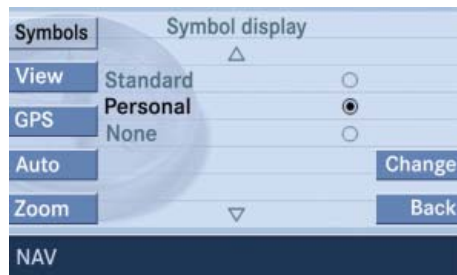 Symbols
Symbol display
View
Standard
Personal
GPS
None
Auto
Change
Zoom
Back
NAV